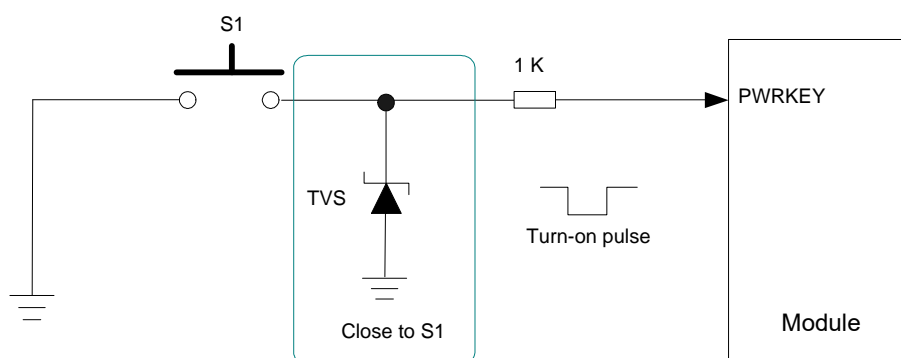 S1
1 K
PWRKEY
TVS
Turn-on pulse
Close to S1
Module